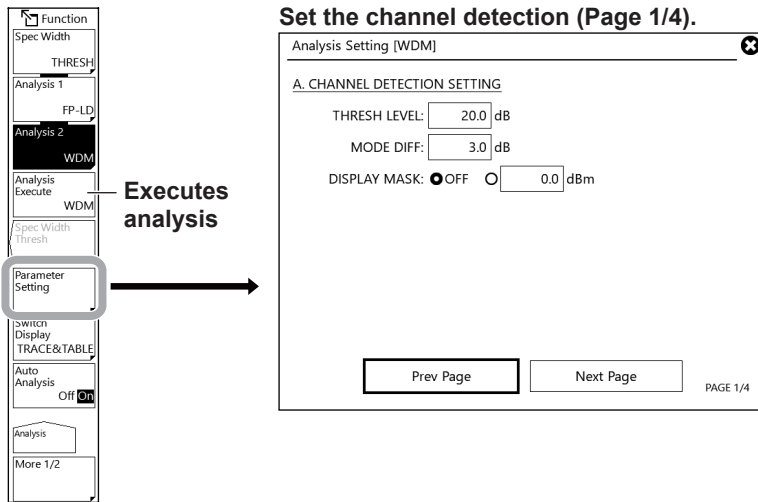 Function
Spec Width
THRESH
Analysis 1
FP-LD
Analysis 2
WDM
Analysis
Execute
WDM
Spec Width
Thresh
Parameter
Setting
Switch
Display
TRACE&TABLE
Auto
Analysis
Off On
Analysis
More 1/2
Executes
analysis
Set the channel detection (Page 1/4).
Analysis Setting [WDM]
A. CHANNEL DETECTION SETTING
THRESH LEVEL: 20.0 dB
MODE DIFF: 3.0 dB
DISPLAY MASK: OFF 0.0 dBm
Prev Page Next Page PAGE 1/4